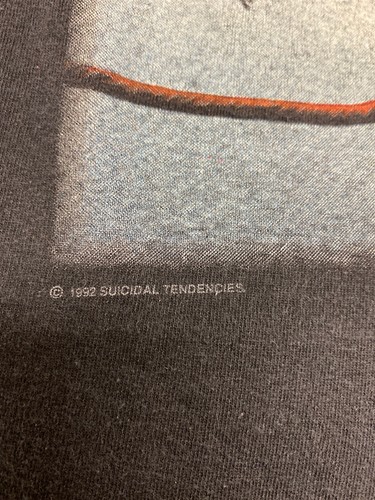 © 1992 SUICIDAL TENDENCIES.